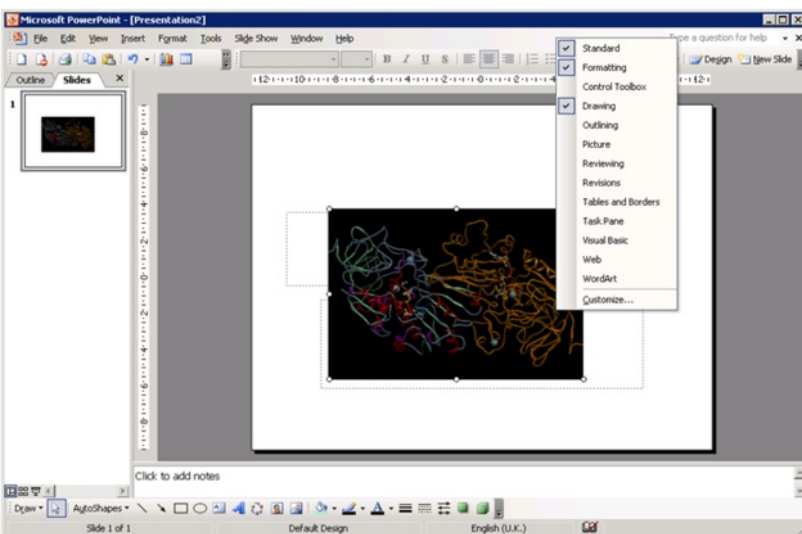 Microsoft PowerPoint - [Presentation2]
File Edit View Insert Format Tools Slide Show Window Help
Type a question for help
B I U S
Design New Slide
Outline Slides
1
Standard
Formatting
Control Toolbox
Drawing
Outlining
Picture
Reviewing
Revisions
Tables and Borders
Task Pane
Visual Basic
Web
WordArt
Customize...
Click to add notes
Draw AutoShapes
Slide 1 of 1 Default Design English (U.K.)